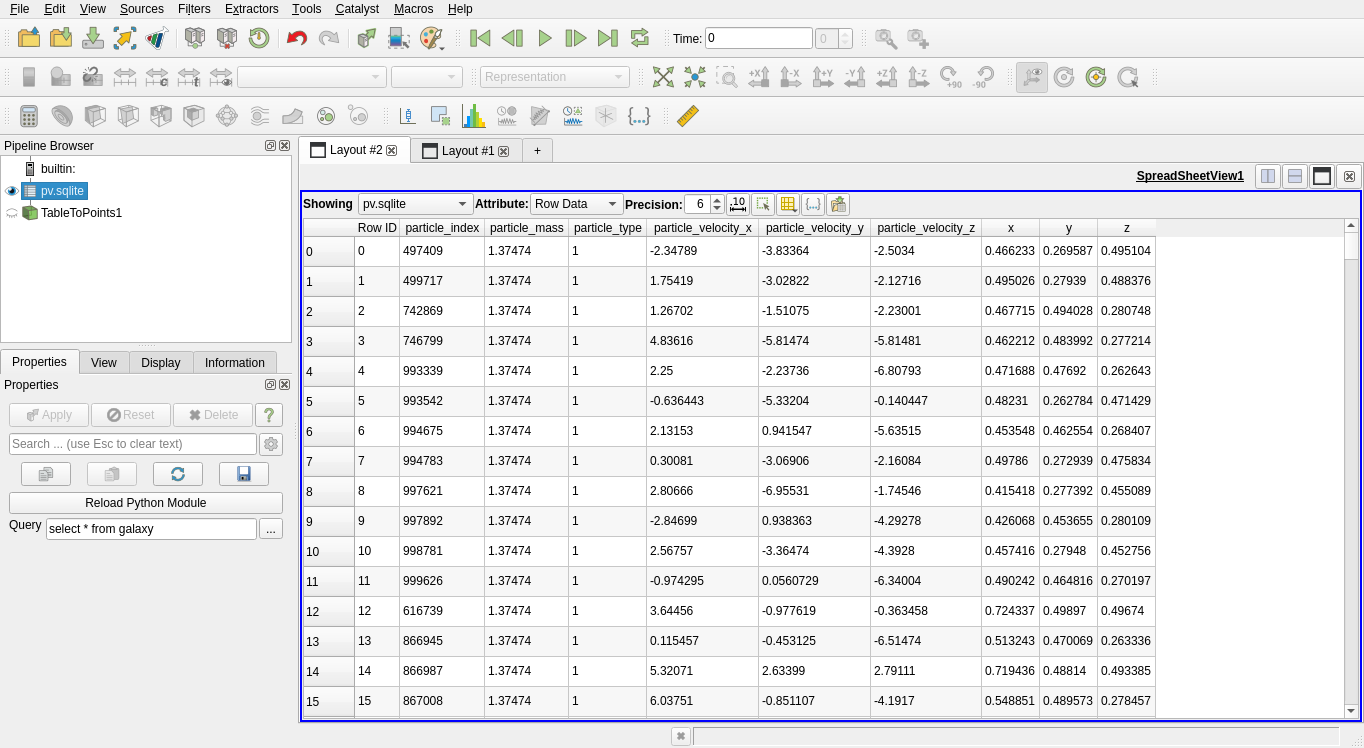 File Edit View Sources Filters Extractors Tools Catalyst Macros Help
Time: 0 0
Representation +X -X +Y -Y +Z -Z +90 -90
Pipeline Browser
builtin:
pv.sqlite
TableToPoints1
Properties View Display Information
Properties
Apply Reset Delete ?
Search ... (use Esc to clear text)
Reload Python Module
Query select * from galaxy ...
Layout #2 Layout #1 +
SpreadSheetView1
Showing pv.sqlite Attribute: Row Data Precision: 6 .10 {...}
Row ID particle_index particle_mass particle_type particle_velocity_x particle_velocity_y particle_velocity_z x y z
0 0 497409 1.37474 1 -2.34789 -3.83364 -2.5034 0.466233 0.269587 0.495104
1 1 499717 1.37474 1 1.75419 -3.02822 -2.12716 0.495026 0.27939 0.488376
2 2 742869 1.37474 1 1.26702 -1.51075 -2.23001 0.467715 0.494028 0.280748
3 3 746799 1.37474 1 4.83616 -5.81474 -5.81481 0.462212 0.483992 0.277214
4 4 993339 1.37474 1 2.25 -2.23736 -6.80793 0.471688 0.47692 0.262643
5 5 993542 1.37474 1 -0.636443 -5.33204 -0.140447 0.48231 0.262784 0.471429
6 6 994675 1.37474 1 2.13153 0.941547 -5.63515 0.453548 0.462554 0.268407
7 7 994783 1.37474 1 0.30081 -3.06906 -2.16084 0.49786 0.272939 0.475834
8 8 997621 1.37474 1 2.80666 -6.95531 -1.74546 0.415418 0.277392 0.455089
9 9 997892 1.37474 1 -2.84699 0.938363 -4.29278 0.426068 0.453655 0.280109
10 10 998781 1.37474 1 2.56757 -3.36474 -4.3928 0.457416 0.27948 0.452756
11 11 999626 1.37474 1 -0.974295 0.0560729 -6.34004 0.490242 0.464816 0.270197
12 12 616739 1.37474 1 3.64456 -0.977619 -0.363458 0.724337 0.49897 0.49674
13 13 866945 1.37474 1 0.115457 -0.453125 -6.51474 0.513243 0.470069 0.263336
14 14 866987 1.37474 1 5.32071 2.63399 2.79111 0.719436 0.48814 0.493385
15 15 867008 1.37474 1 6.03751 -0.851107 -4.1917 0.548851 0.489573 0.278457